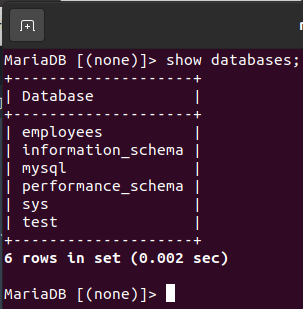 MariaDB [(none)]> show databases;
+--------------------+
| Database           |
+--------------------+
| employees          |
| information_schema |
| mysql              |
| performance_schema |
| sys                |
| test               |
+--------------------+
6 rows in set (0.002 sec)
MariaDB [(none)]>